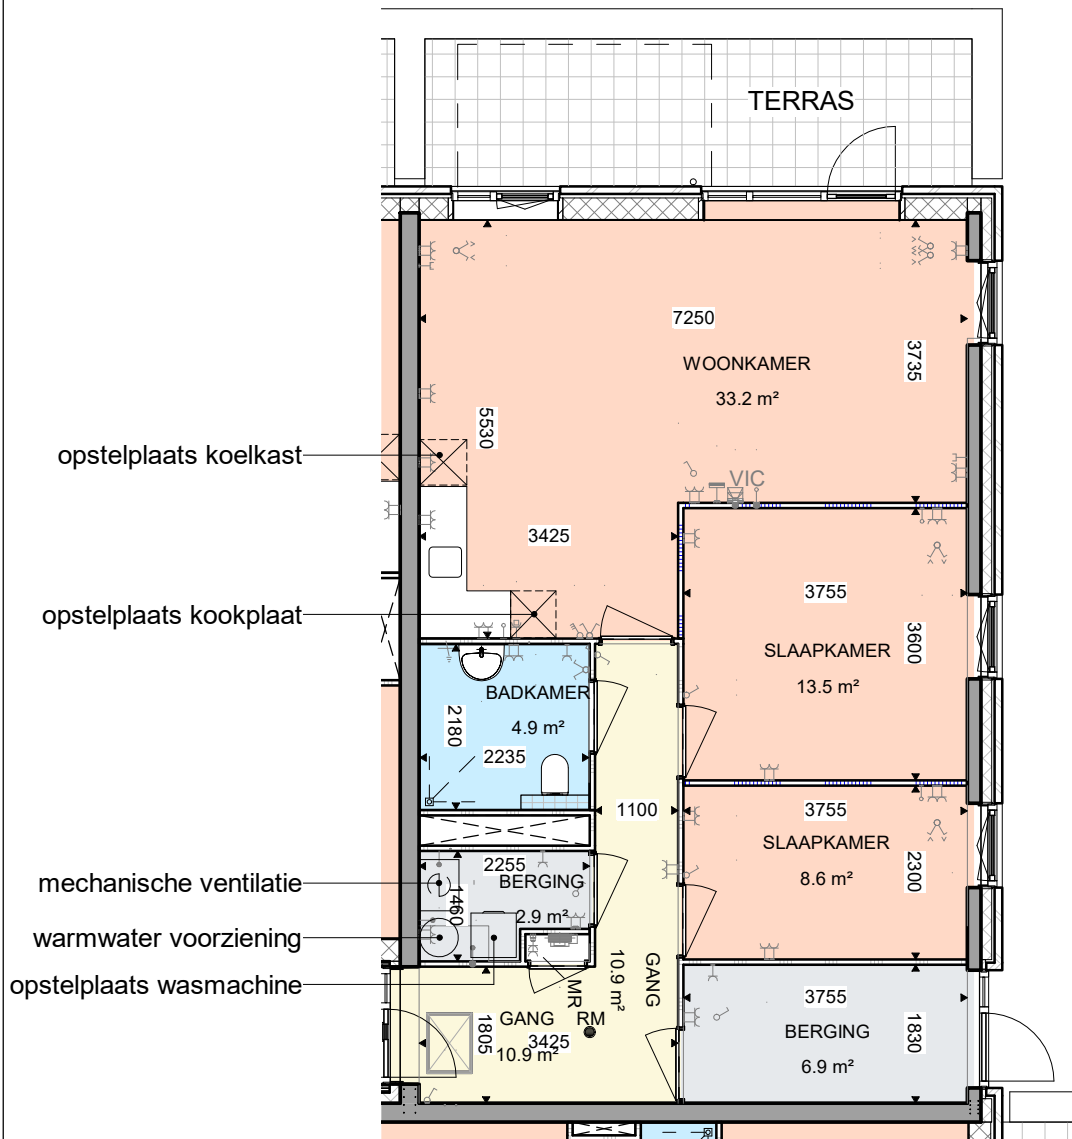 TERRAS
7250
3735
WOONKAMER
33.2 m²
5530
opstelplaats koelkast
VIC
3425
opstelplaats kookplaat
3755
3600
SLAAPKAMER
13.5 m²
BADKAMER
4.9 m²
2180
2235
1100
3755
SLAAPKAMER
8.6 m²
2300
2255
mechanische ventilatie
BERGING
2.9 m²
1460
warmwater voorziening
opstelplaats wasmachine
GANG
10.9 m²
MR
3755
GANG
RM
1805
3425
10.9 m²
BERGING
6.9 m²
1830